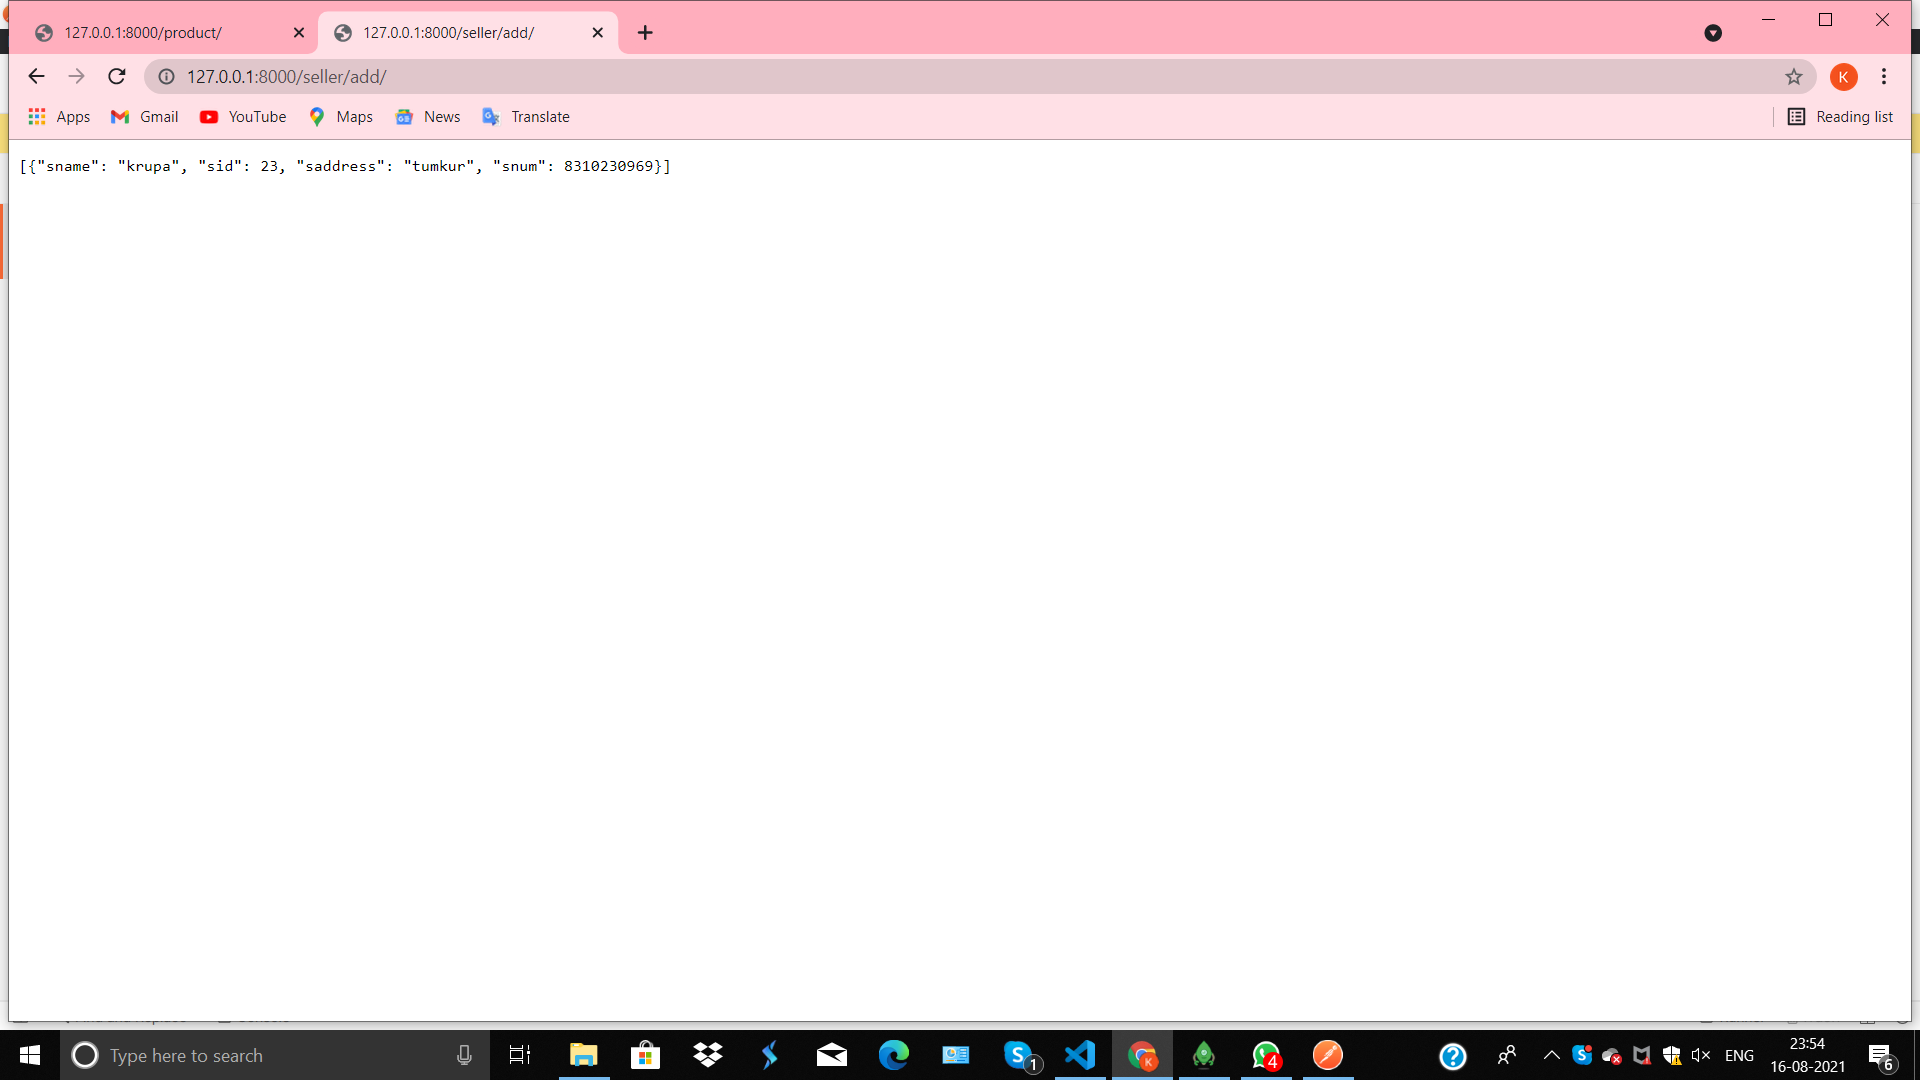 127.0.0.1:8000/product/
127.0.0.1:8000/seller/add/
127.0.0.1:8000/seller/add/
K
Apps
Gmail
YouTube
Maps
News
Translate
Reading list
[{"sname": "krupa", "sid": 23, "saddress": "tumkur", "snum": 8310230969}]
Type here to search
1
K
4
ENG
23:54
16-08-2021
6